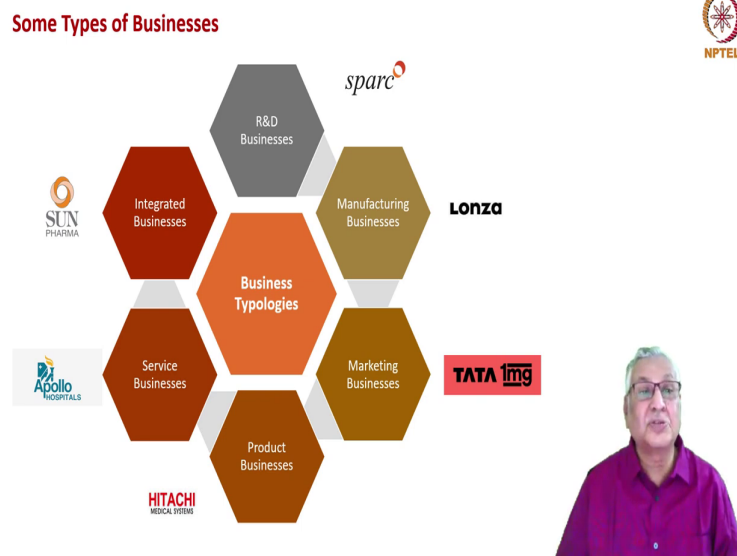 Some Types of Businesses
NPTEL
sparc
R&D
Businesses
Integrated
Businesses
Manufacturing
Businesses
SUN
PHARMA
Lonza
Business
Typologies
Service
Businesses
Marketing
Businesses
Apollo
HOSPITALS
TATA 1mg
Product
Businesses
HITACHI
MEDICAL SYSTEMS